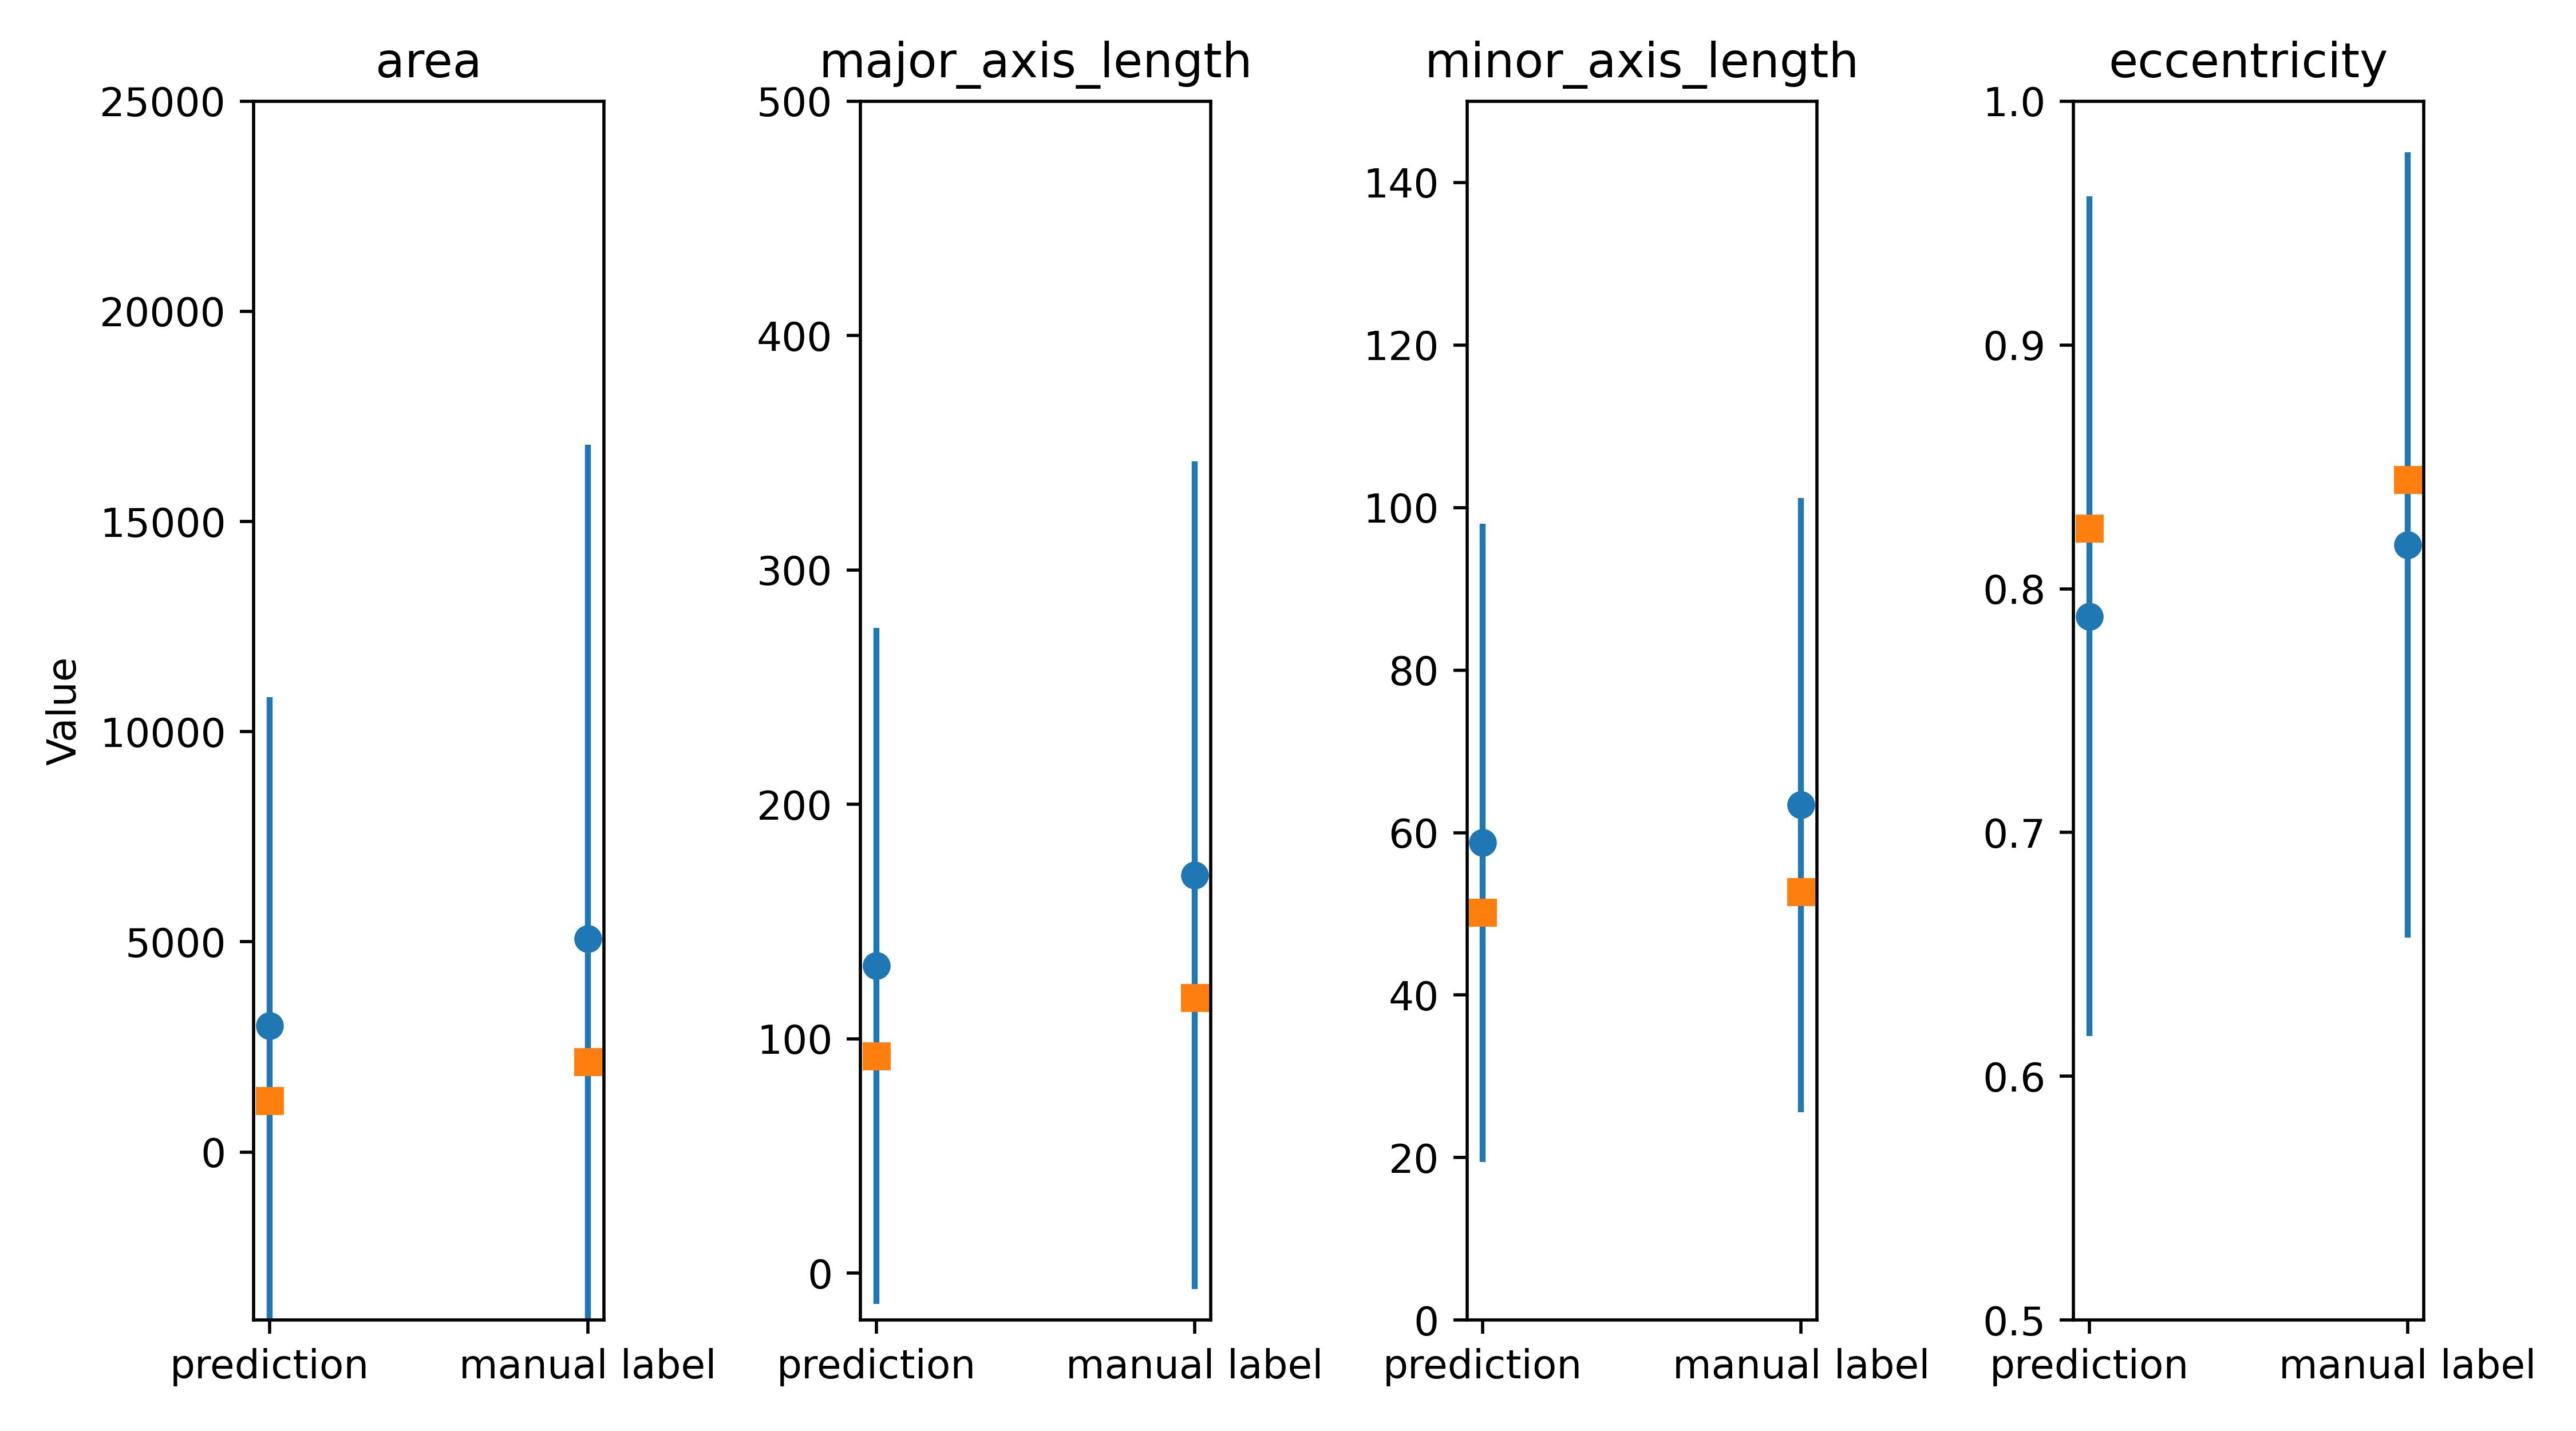 area
25000
20000
15000
10000
5000
0
Value
prediction manual label
major_axis_length
500
400
300
200
100
0
prediction manual label
minor_axis_length
140
120
100
80
60
40
20
0
prediction manual label
eccentricity
1.0
0.9
0.8
0.7
0.6
0.5
prediction manual label